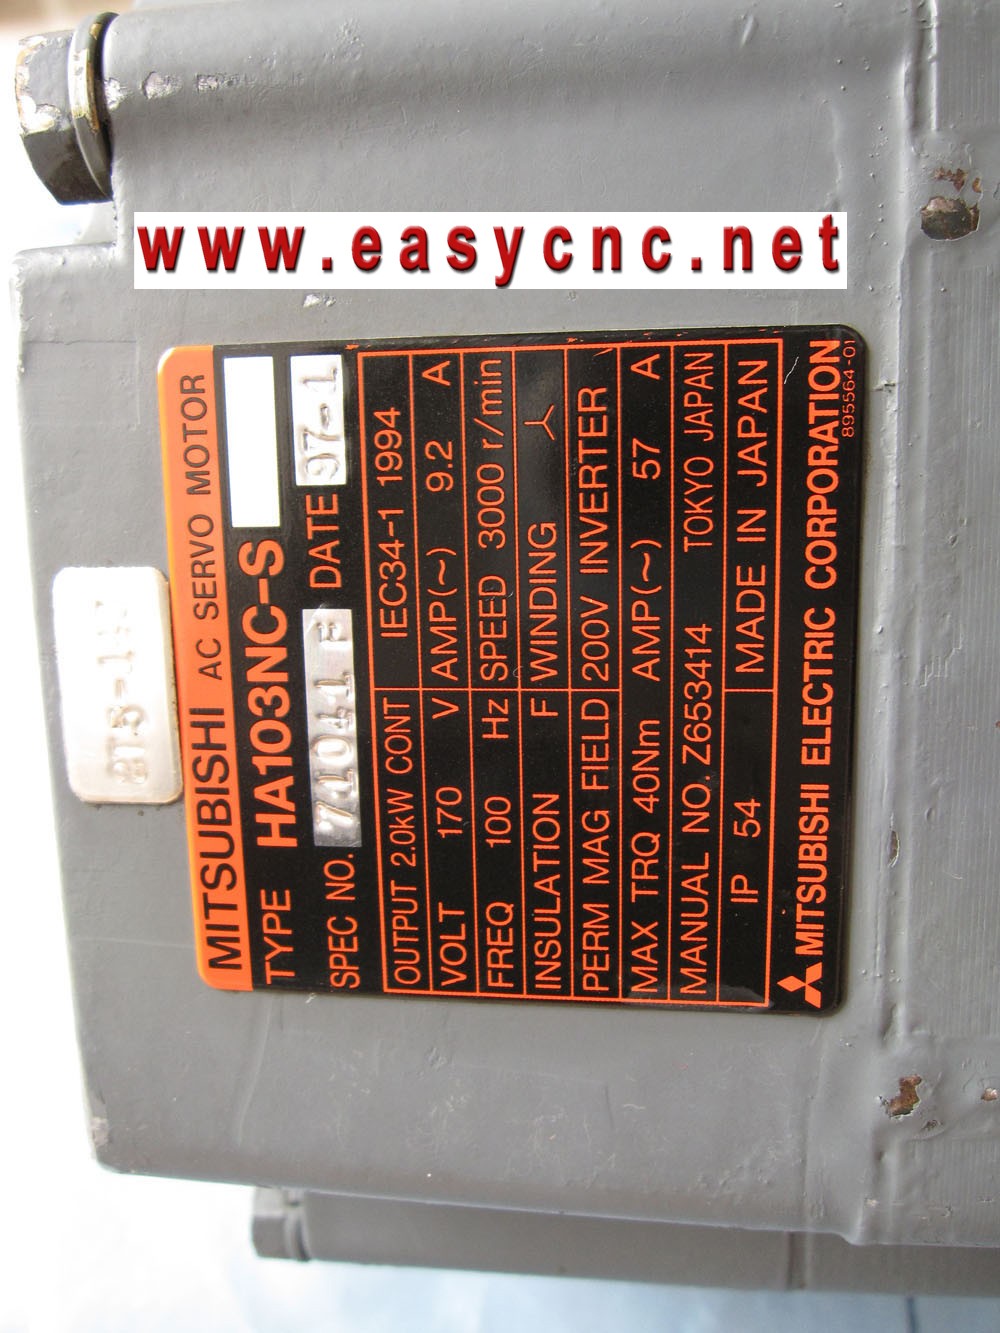 www.easycnc.net
MITSUBISHI AC SERVO MOTOR
TYPE HA103NC-S
SPEC NO. 71041 DATE 97-1
OUTPUT 2.0kW CONT IEC34-1 1994
VOLT 170 V AMP(~) 9.2 A
FREQ 100 Hz SPEED 3000 r/min
INSULATION F WINDING
PERM MAG FIELD 200V INVERTER
MAX TRQ 40Nm AMP(~) 57 A
MANUAL NO. Z653414 TOKYO JAPAN
IP 54 MADE IN JAPAN
MITSUBISHI ELECTRIC CORPORATION
895564-01